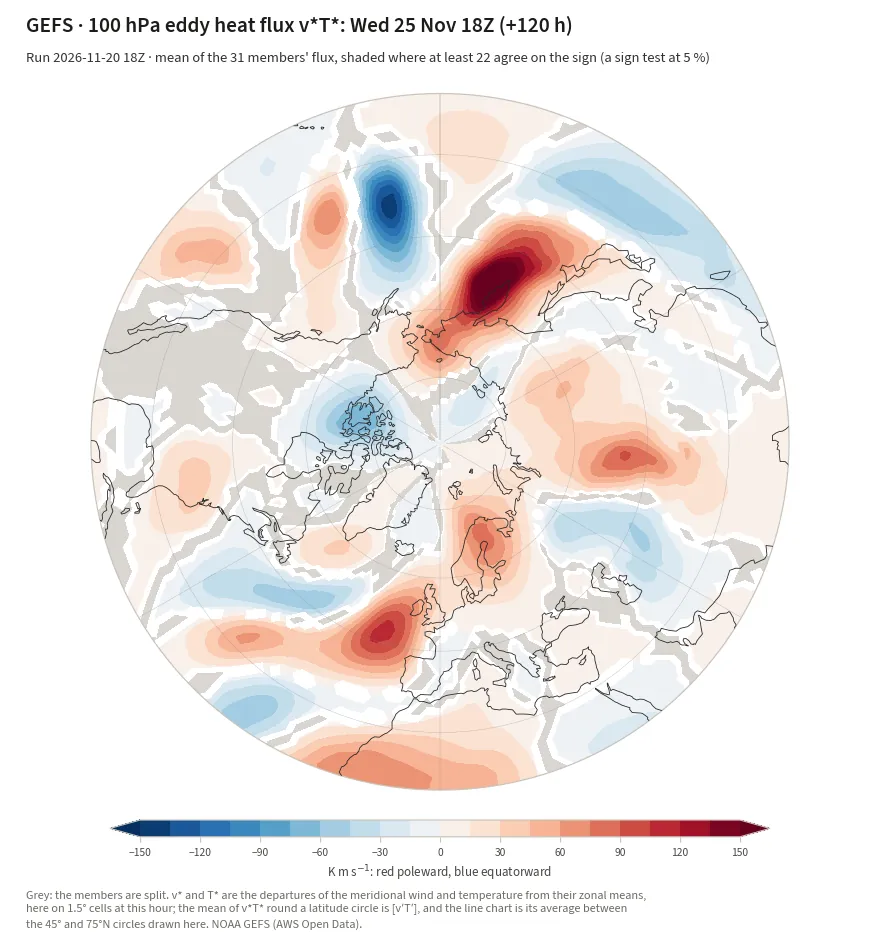 GEFS · 100 hPa eddy heat flux v*T*: Wed 25 Nov 18Z (+120 h)
Run 2026-11-20 18Z · mean of the 31 members' flux, shaded where at least 22 agree on the sign (a sign test at 5 %)
−150 −120 −90 −60 −30 0 30 60 90 120 150
K m s⁻¹: red poleward, blue equatorward
Grey: the members are split. v* and T* are the departures of the meridional wind and temperature from their zonal means,
here on 1.5° cells at this hour; the mean of v*T* round a latitude circle is [v'T'], and the line chart is its average between
the 45° and 75°N circles drawn here. NOAA GEFS (AWS Open Data).